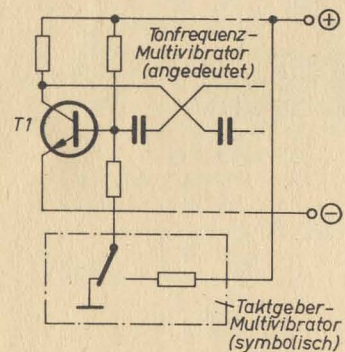 Tonfrequenz-
Multivibrator
(angedeutet)
+
T1
−
Taktgeber-
Multivibrator
(symbolisch)